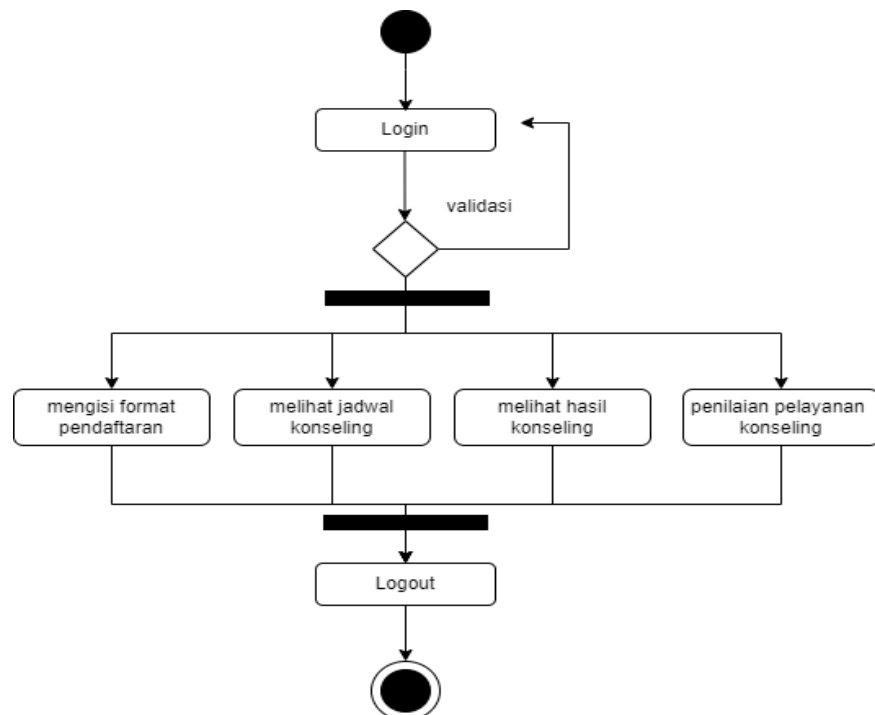 Login
validasi
mengisi format
pendaftaran
melihat jadwal
konseling
melihat hasil
konseling
penilaian pelayanan
konseling
Logout